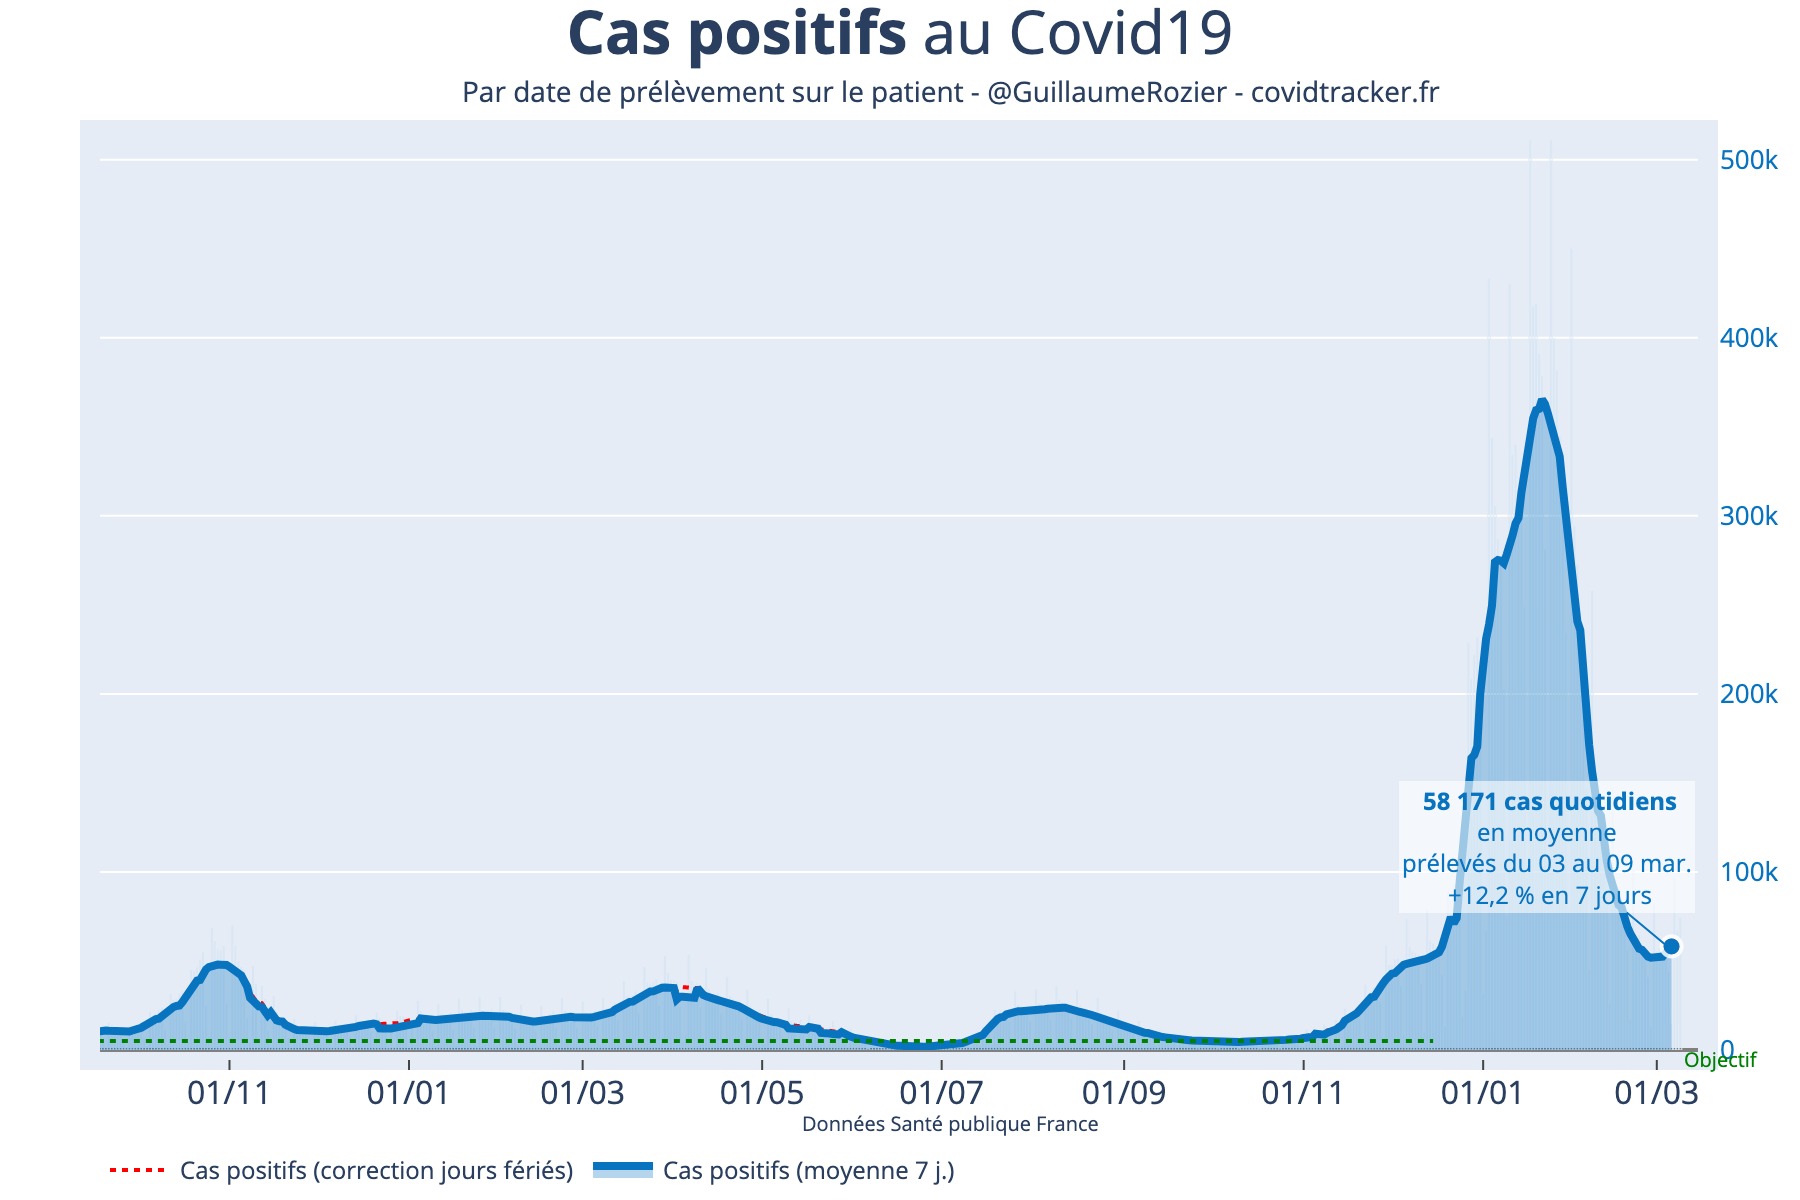 Cas positifs au Covid19
Par date de prélèvement sur le patient - @GuillaumeRozier - covidtracker.fr
500k
400k
300k
200k
100k
0
58 171 cas quotidiens
en moyenne
prélevés du 03 au 09 mar.
+12,2 % en 7 jours
Objectif
01/11
01/01
01/03
01/05
01/07
01/09
01/11
01/01
01/03
Données Santé publique France
Cas positifs (correction jours fériés)
Cas positifs (moyenne 7 j.)